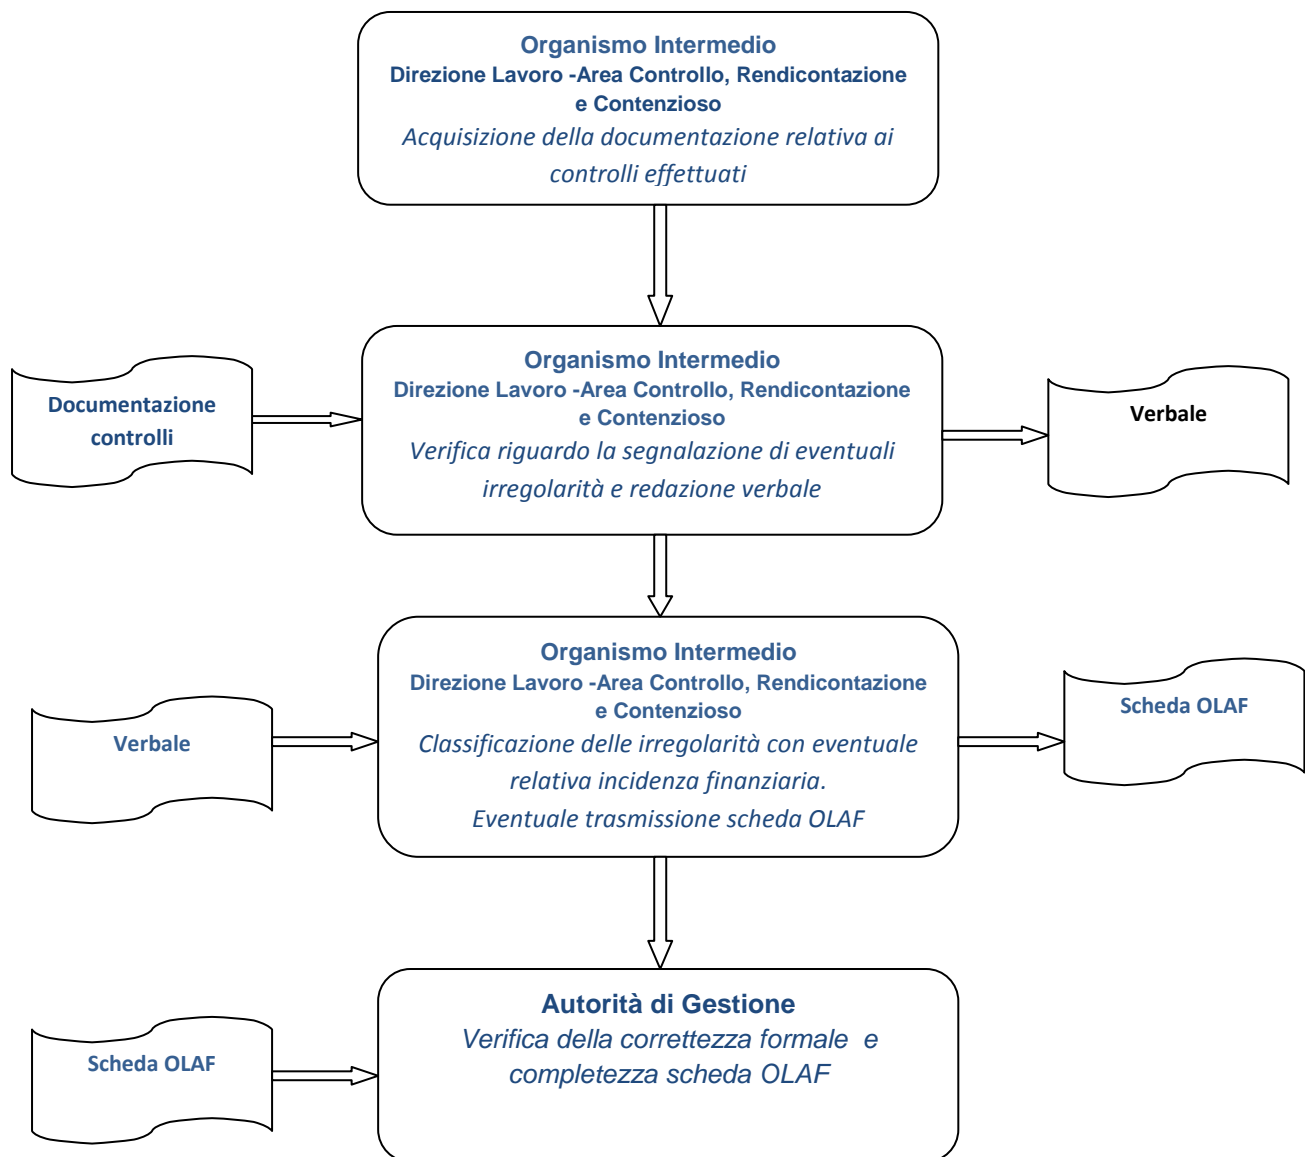 Organismo Intermedio
Direzione Lavoro -Area Controllo, Rendicontazione
e Contenzioso
Acquisizione della documentazione relativa ai
controlli effettuati
Documentazione
controlli
Organismo Intermedio
Direzione Lavoro -Area Controllo, Rendicontazione
e Contenzioso
Verifica riguardo la segnalazione di eventuali
irregolarità e redazione verbale
Verbale
Verbale
Organismo Intermedio
Direzione Lavoro -Area Controllo, Rendicontazione
e Contenzioso
Classificazione delle irregolarità con eventuale
relativa incidenza finanziaria.
Eventuale trasmissione scheda OLAF
Scheda OLAF
Scheda OLAF
Autorità di Gestione
Verifica della correttezza formale e
completezza scheda OLAF